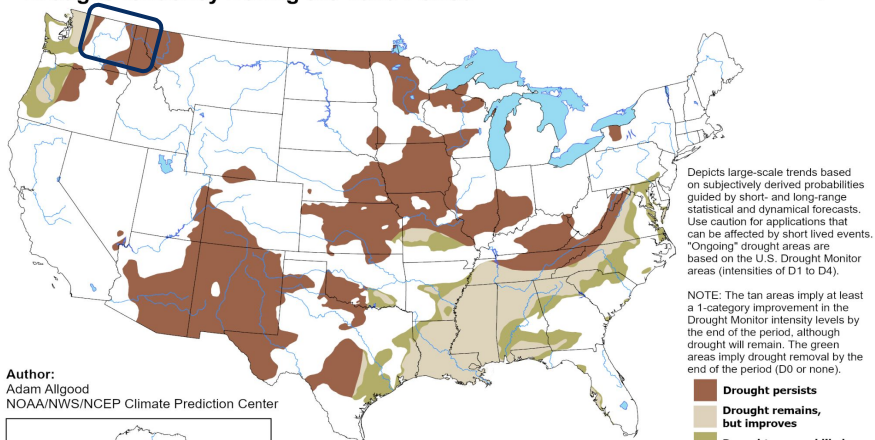 Depicts large-scale trends based
on subjectively derived probabilities
guided by short- and long-range
statistical and dynamical forecasts.
Use caution for applications that
can be affected by short lived events.
"Ongoing" drought areas are
based on the U.S. Drought Monitor
areas (intensities of D1 to D4).
NOTE: The tan areas imply at least
a 1-category improvement in the
Drought Monitor intensity levels by
the end of the period, although
drought will remain. The green
areas imply drought removal by the
end of the period (D0 or none).
Author:
Adam Allgood
NOAA/NWS/NCEP Climate Prediction Center
Drought persists
Drought remains,
but improves